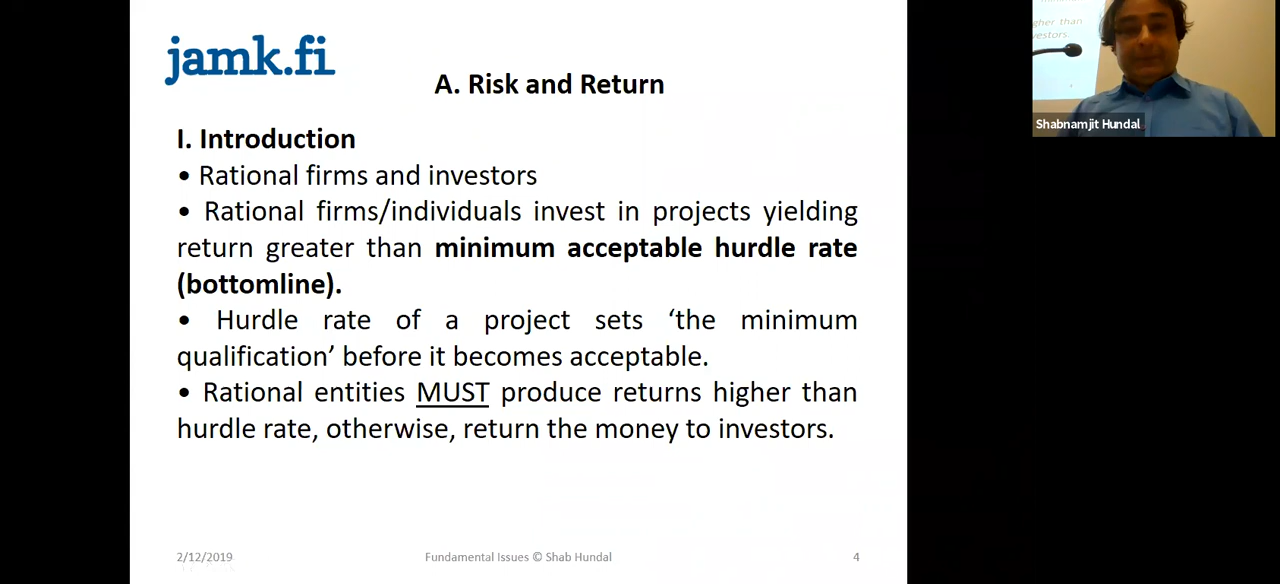 jamk.fi
A. Risk and Return
I. Introduction
• Rational firms and investors
• Rational firms/individuals invest in projects yielding
return greater than minimum acceptable hurdle rate
(bottomline).
• Hurdle rate of a project sets ‘the minimum
qualification’ before it becomes acceptable.
• Rational entities MUST produce returns higher than
hurdle rate, otherwise, return the money to investors.
2/12/2019
Fundamental Issues © Shab Hundal
4
gher than
vestors.
Shabnamjit Hundal